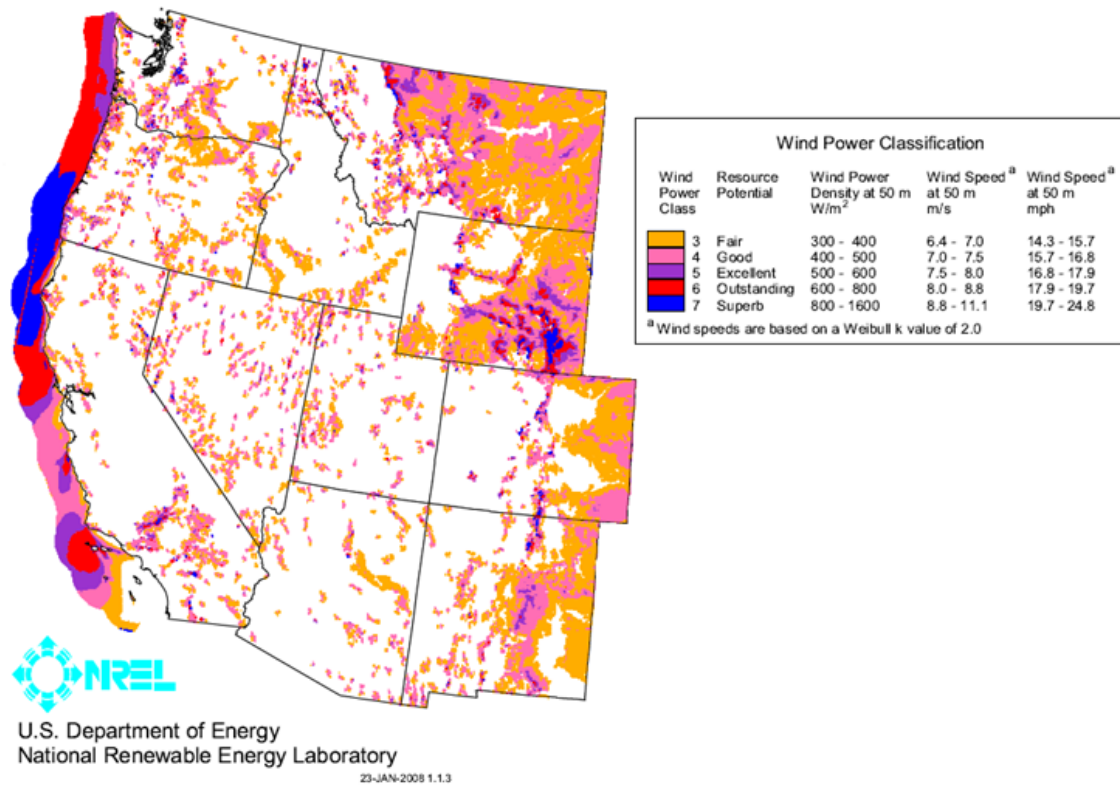 Wind Power Classification
Wind Power Class Resource Potential Wind Power Density at 50 m W/m² Wind Speed ᵃ at 50 m m/s Wind Speed ᵃ at 50 m mph
3 Fair 300 - 400 6.4 - 7.0 14.3 - 15.7
4 Good 400 - 500 7.0 - 7.5 15.7 - 16.8
5 Excellent 500 - 600 7.5 - 8.0 16.8 - 17.9
6 Outstanding 600 - 800 8.0 - 8.8 17.9 - 19.7
7 Superb 800 - 1600 8.8 - 11.1 19.7 - 24.8
ᵃ Wind speeds are based on a Weibull k value of 2.0
NREL
U.S. Department of Energy
National Renewable Energy Laboratory
23-JAN-2008 1.1.3